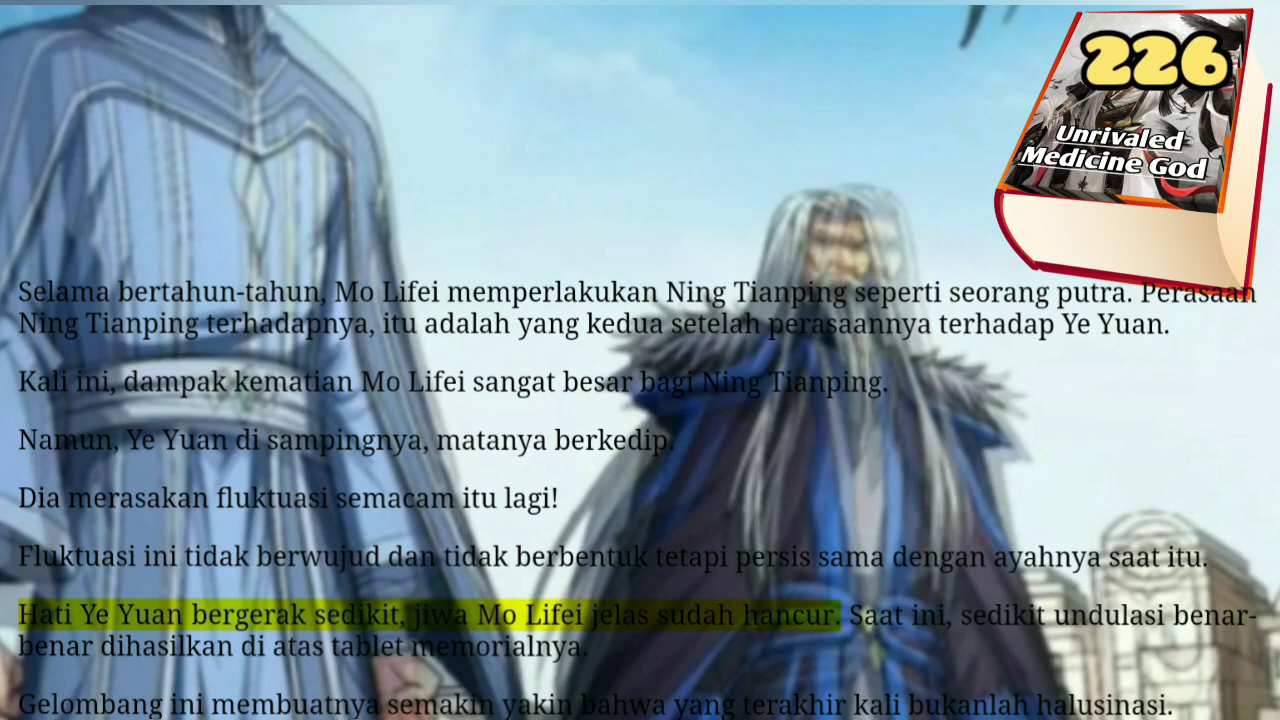 226
Unrivaled
Medicine God
Selama bertahun-tahun, Mo Lifei memperlakukan Ning Tianping seperti seorang putra. Perasaan
Ning Tianping terhadapnya, itu adalah yang kedua setelah perasaannya terhadap Ye Yuan.
Kali ini, dampak kematian Mo Lifei sangat besar bagi Ning Tianping.
Namun, Ye Yuan di sampingnya, matanya berkedip.
Dia merasakan fluktuasi semacam itu lagi!
Fluktuasi ini tidak berwujud dan tidak berbentuk tetapi persis sama dengan ayahnya saat itu.
Hati Ye Yuan bergerak sedikit, jiwa Mo Lifei jelas sudah hancur. Saat ini, sedikit undulasi benar-
benar dihasilkan di atas tablet memorialnya.
Gelombang ini membuatnya semakin yakin bahwa yang terakhir kali bukanlah halusinasi.